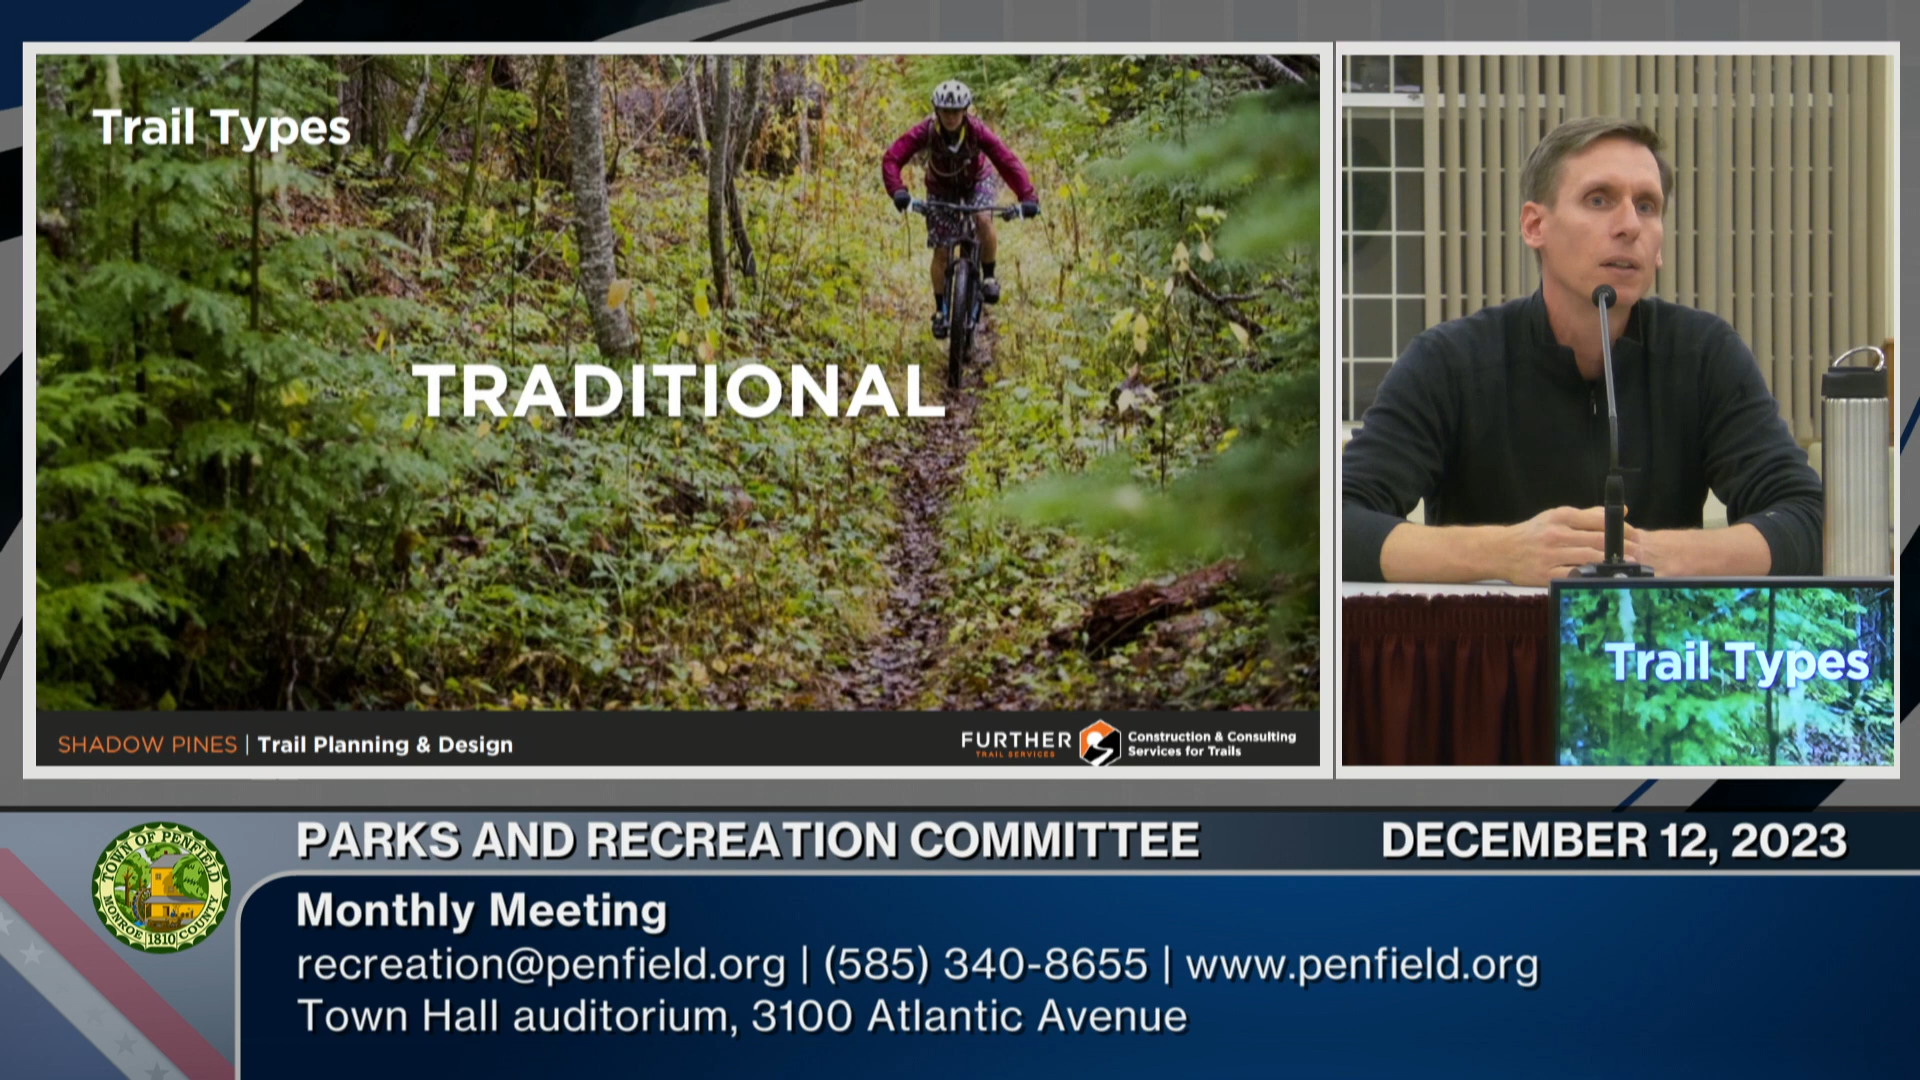 Trail Types
TRADITIONAL
SHADOW PINES | Trail Planning & Design
FURTHER
TRAIL SERVICES
Construction & Consulting
Services for Trails
Trail Types
PARKS AND RECREATION COMMITTEE
DECEMBER 12, 2023
TOWN OF PENFIELD
MONROE COUNTY
1810
Monthly Meeting
recreation@penfield.org | (585) 340-8655 | www.penfield.org
Town Hall auditorium, 3100 Atlantic Avenue